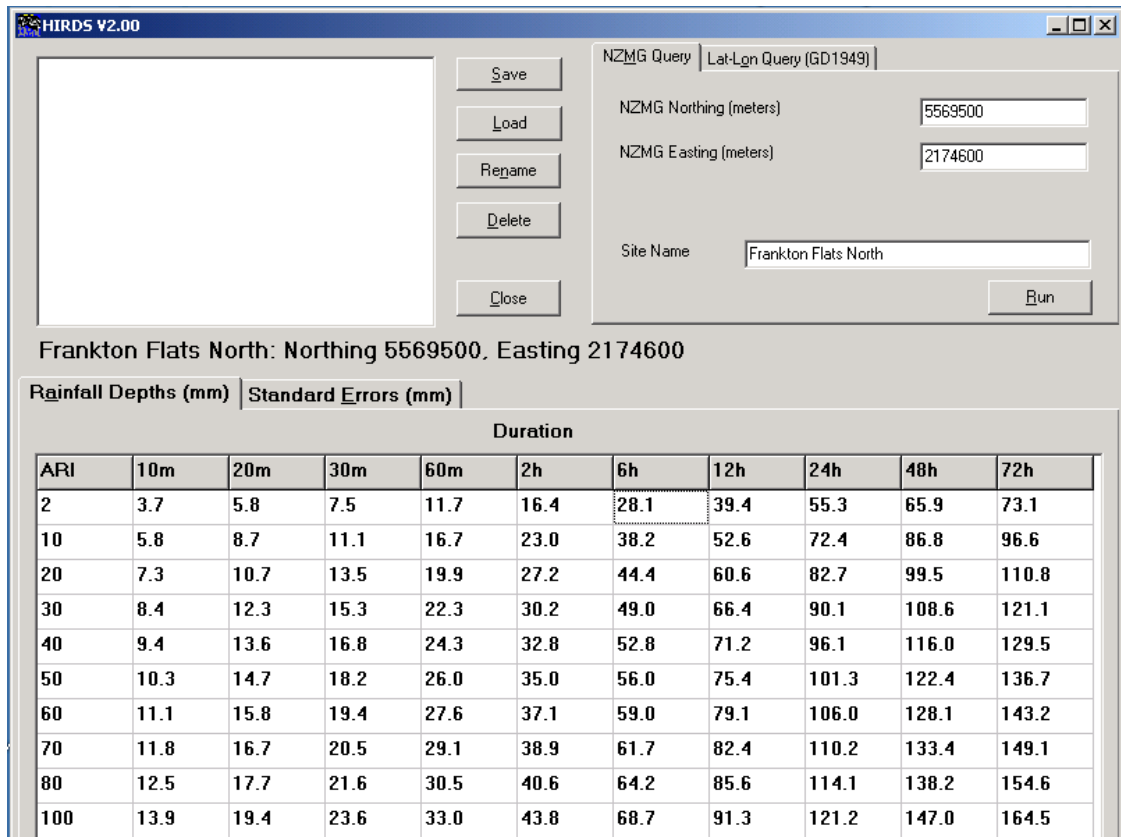 HIRDS V2.00
Save
Load
Rename
Delete
Close
NZMG Query Lat-Lon Query (GD1949)
NZMG Northing (meters) 5569500
NZMG Easting (meters) 2174600
Site Name Frankton Flats North
Run
Frankton Flats North: Northing 5569500, Easting 2174600
Rainfall Depths (mm) Standard Errors (mm)
Duration
ARI 10m 20m 30m 60m 2h 6h 12h 24h 48h 72h
2 3.7 5.8 7.5 11.7 16.4 28.1 39.4 55.3 65.9 73.1
10 5.8 8.7 11.1 16.7 23.0 38.2 52.6 72.4 86.8 96.6
20 7.3 10.7 13.5 19.9 27.2 44.4 60.6 82.7 99.5 110.8
30 8.4 12.3 15.3 22.3 30.2 49.0 66.4 90.1 108.6 121.1
40 9.4 13.6 16.8 24.3 32.8 52.8 71.2 96.1 116.0 129.5
50 10.3 14.7 18.2 26.0 35.0 56.0 75.4 101.3 122.4 136.7
60 11.1 15.8 19.4 27.6 37.1 59.0 79.1 106.0 128.1 143.2
70 11.8 16.7 20.5 29.1 38.9 61.7 82.4 110.2 133.4 149.1
80 12.5 17.7 21.6 30.5 40.6 64.2 85.6 114.1 138.2 154.6
100 13.9 19.4 23.6 33.0 43.8 68.7 91.3 121.2 147.0 164.5